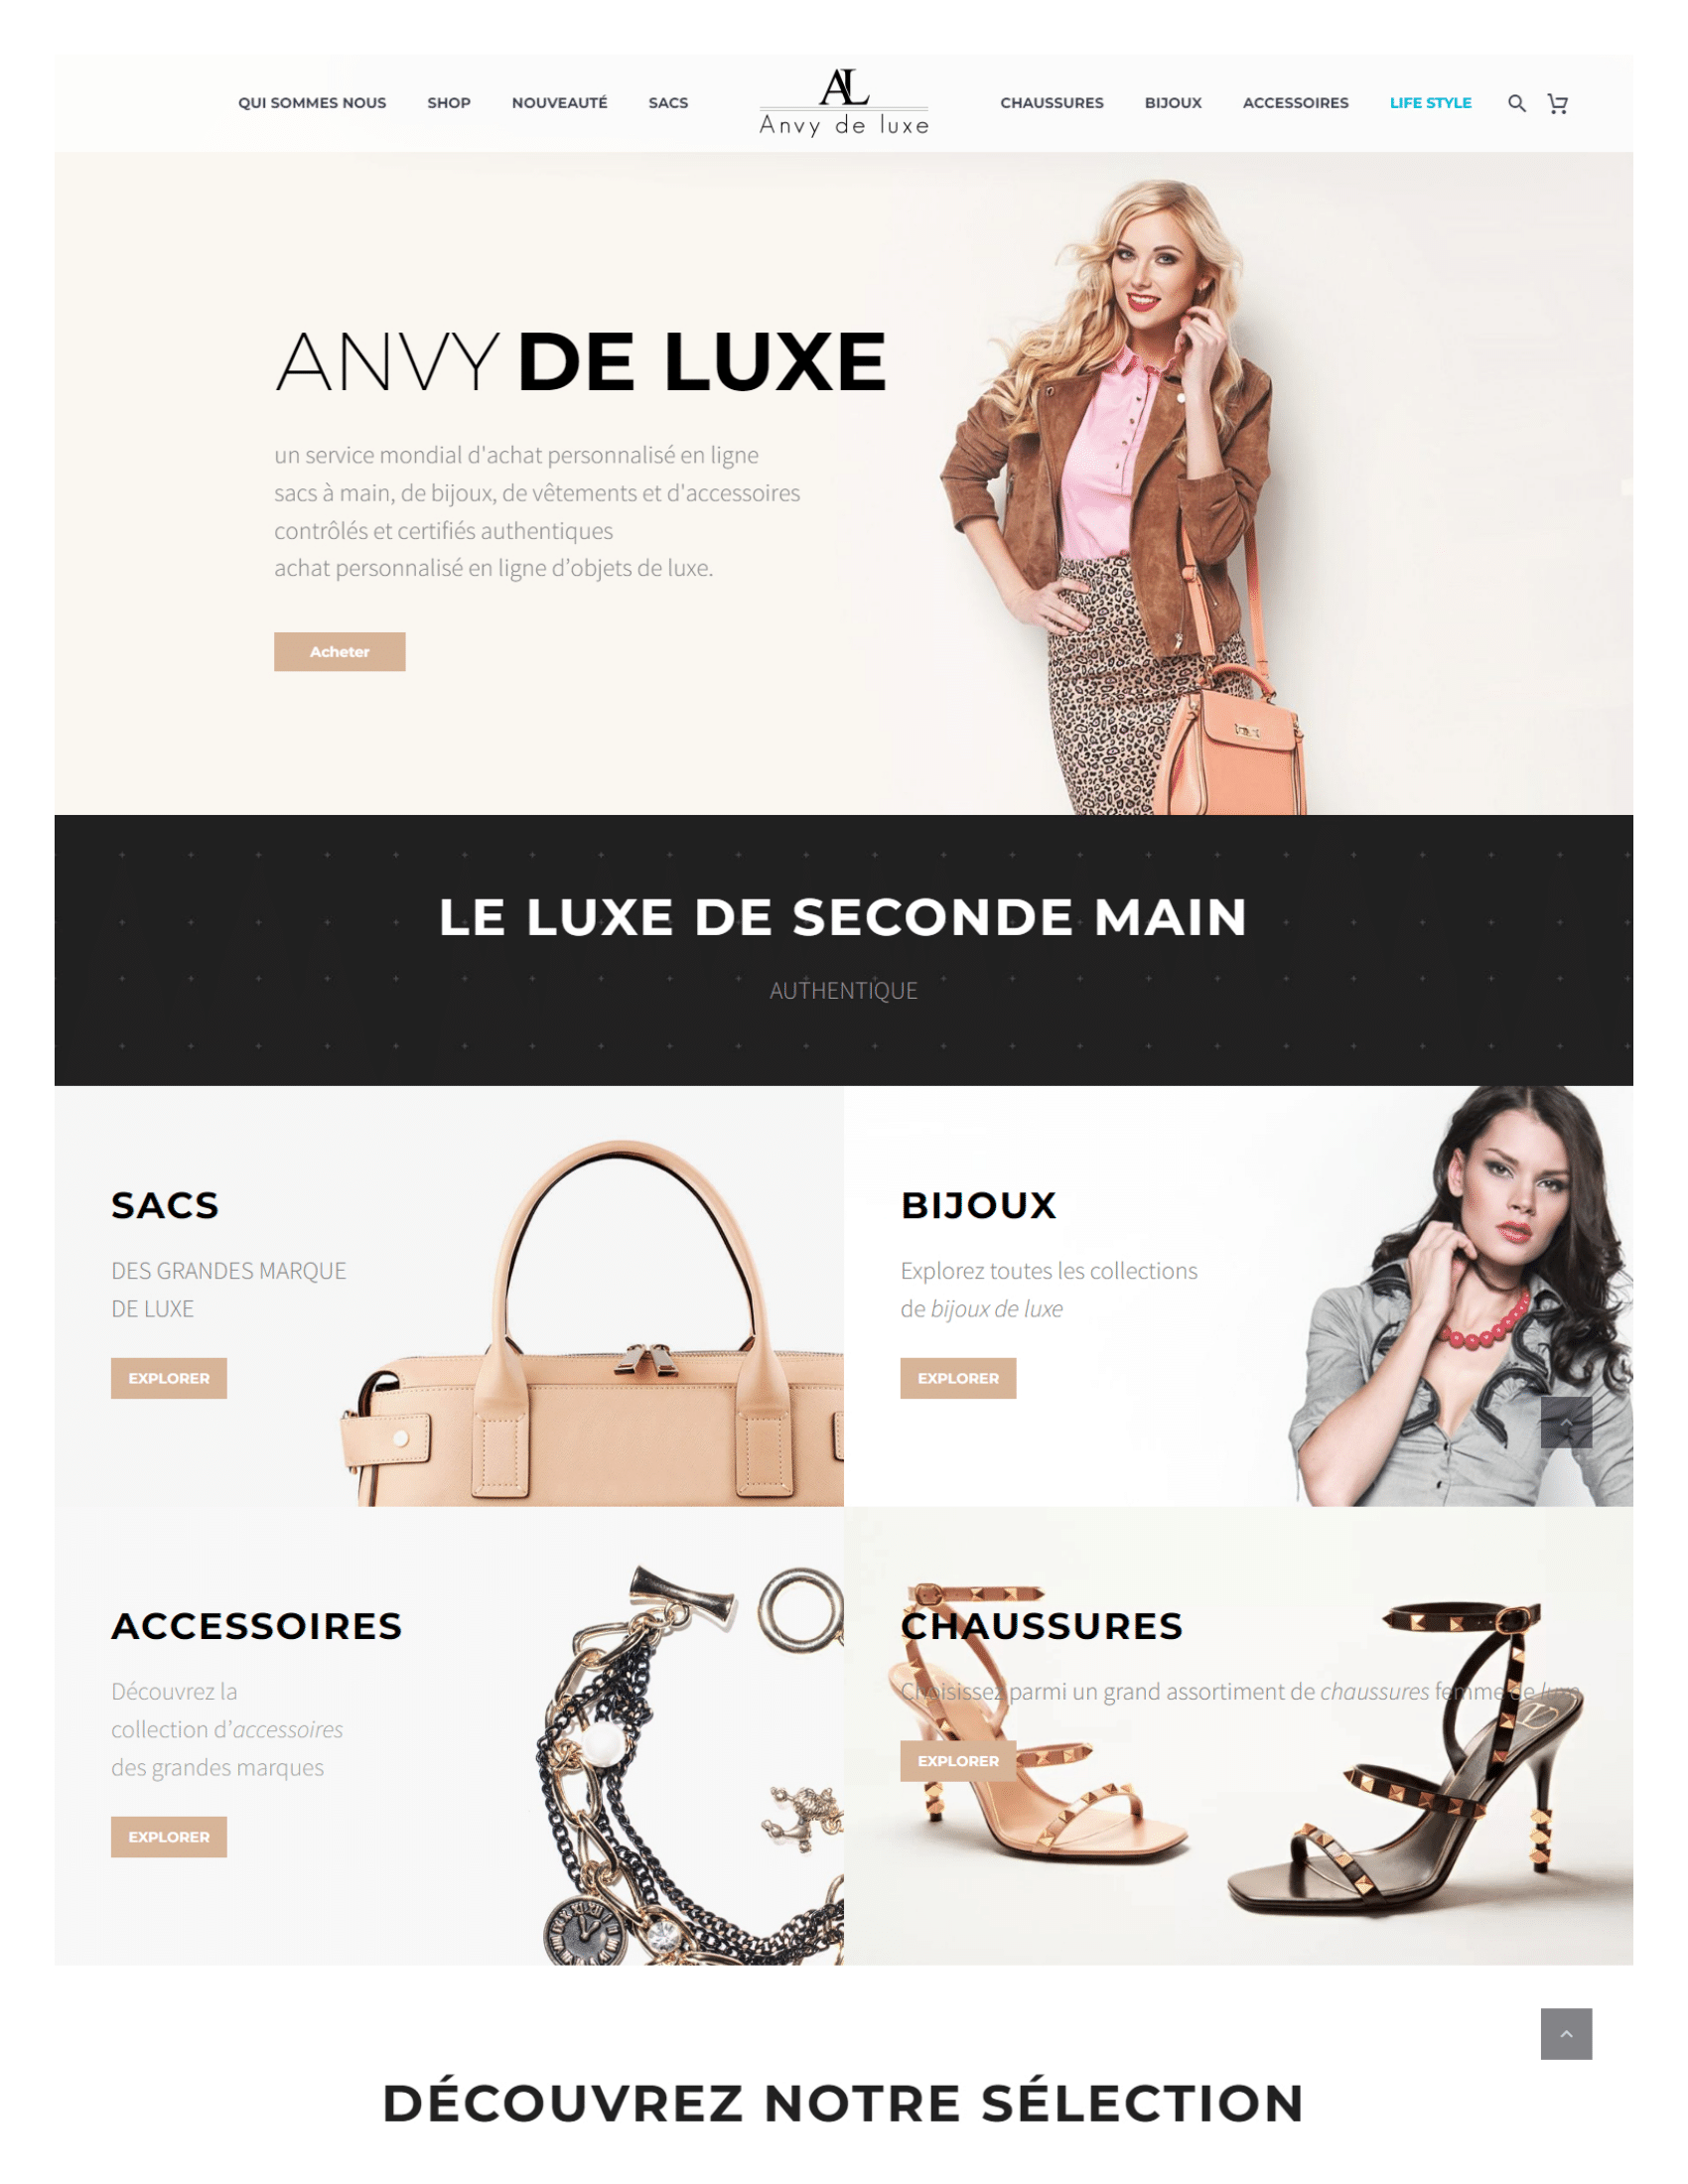 QUI SOMMES NOUS SHOP NOUVEAUTÉ SACS
AL
Anvy de luxe
CHAUSSURES BIJOUX ACCESSOIRES LIFE STYLE
ANVY DE LUXE
un service mondial d'achat personnalisé en ligne
sacs à main, de bijoux, de vêtements et d'accessoires
contrôlés et certifiés authentiques
achat personnalisé en ligne d’objets de luxe.
Acheter
LE LUXE DE SECONDE MAIN
AUTHENTIQUE
SACS
DES GRANDES MARQUE
DE LUXE
EXPLORER
BIJOUX
Explorez toutes les collections
de bijoux de luxe
EXPLORER
ACCESSOIRES
Découvrez la
collection d’accessoires
des grandes marques
EXPLORER
CHAUSSURES
Choisissez parmi un grand assortiment de chaussures femme de luxe
EXPLORER
DÉCOUVREZ NOTRE SÉLECTION